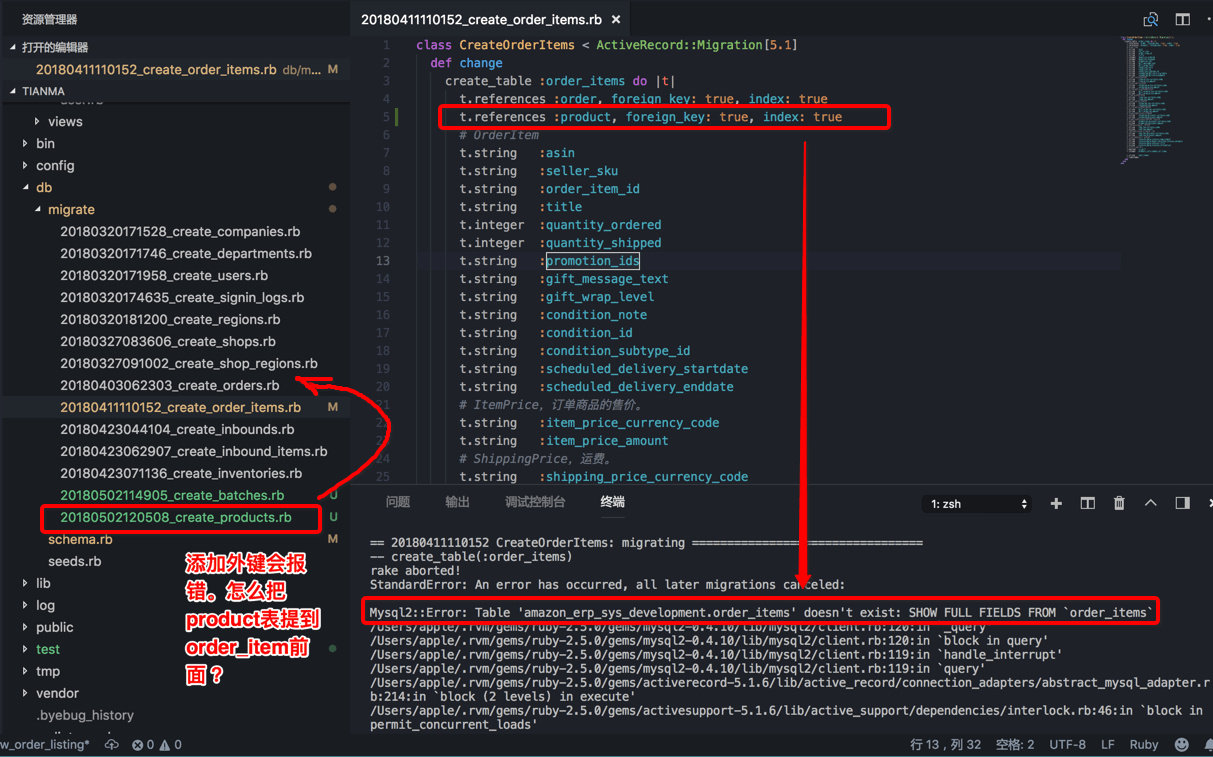 资源管理器
打开的编辑器
20180411110152_create_order_items.rb db/m... M
TIANMA
views
bin
config
db
migrate
20180320171528_create_companies.rb
20180320171746_create_departments.rb
20180320171958_create_users.rb
20180320174635_create_signin_logs.rb
20180320181200_create_regions.rb
20180327083606_create_shops.rb
20180327091002_create_shop_regions.rb
20180403062303_create_orders.rb
20180411110152_create_order_items.rb M
20180423044104_create_inbounds.rb
20180423062907_create_inbound_items.rb
20180423071136_create_inventories.rb
20180502114905_create_batches.rb U
20180502120508_create_products.rb U
schema.rb M
seeds.rb
lib
log
public
test
tmp
vendor
.byebug_history
添加外键会报
错。怎么把
product表提到
order_item前
面？
20180411110152_create_order_items.rb ×
1 class CreateOrderItems < ActiveRecord::Migration[5.1]
2 def change
3 create_table :order_items do |t|
4 t.references :order, foreign_key: true, index: true
5 t.references :product, foreign_key: true, index: true
6 # OrderItem
7 t.string :asin
8 t.string :seller_sku
9 t.string :order_item_id
10 t.string :title
11 t.integer :quantity_ordered
12 t.integer :quantity_shipped
13 t.string :promotion_ids
14 t.string :gift_message_text
15 t.string :gift_wrap_level
16 t.string :condition_note
17 t.string :condition_id
18 t.string :condition_subtype_id
19 t.string :scheduled_delivery_startdate
20 t.string :scheduled_delivery_enddate
21 # ItemPrice, 订单商品的售价。
22 t.string :item_price_currency_code
23 t.string :item_price_amount
24 # ShippingPrice, 运费。
25 t.string :shipping_price_currency_code
问题 输出 调试控制台 终端 1: zsh
== 20180411110152 CreateOrderItems: migrating ================================
-- create_table(:order_items)
rake aborted!
StandardError: An error has occurred, all later migrations canceled:
Mysql2::Error: Table 'amazon_erp_sys_development.order_items' doesn't exist: SHOW FULL FIELDS FROM `order_items`
/Users/apple/.rvm/gems/ruby-2.5.0/gems/mysql2-0.4.10/lib/mysql2/client.rb:120:in `_query'
/Users/apple/.rvm/gems/ruby-2.5.0/gems/mysql2-0.4.10/lib/mysql2/client.rb:120:in `block in query'
/Users/apple/.rvm/gems/ruby-2.5.0/gems/mysql2-0.4.10/lib/mysql2/client.rb:119:in `handle_interrupt'
/Users/apple/.rvm/gems/ruby-2.5.0/gems/mysql2-0.4.10/lib/mysql2/client.rb:119:in `query'
/Users/apple/.rvm/gems/ruby-2.5.0/gems/activerecord-5.1.6/lib/active_record/connection_adapters/abstract_mysql_adapter.r
b:214:in `block (2 levels) in execute'
/Users/apple/.rvm/gems/ruby-2.5.0/gems/activesupport-5.1.6/lib/active_support/dependencies/interlock.rb:46:in `block in
permit_concurrent_loads'
w_order_listing* 0 0 行 13，列 32 空格: 2 UTF-8 LF Ruby